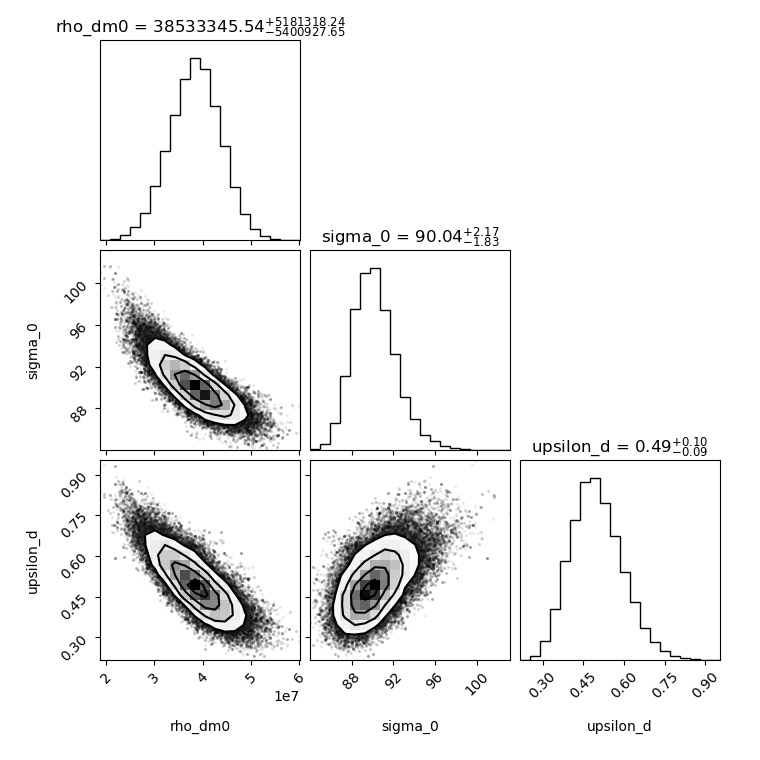 rho_dm0 = 38533345.54+5181318.24
−5400927.65
sigma_0 = 90.04+2.17
−1.83
sigma_0
100
96
92
88
upsilon_d = 0.49+0.10
−0.09
upsilon_d
0.90
0.75
0.60
0.45
0.30
2 3 4 5 6
1e7
rho_dm0
88 92 96 100
sigma_0
0.30 0.45 0.60 0.75 0.90
upsilon_d